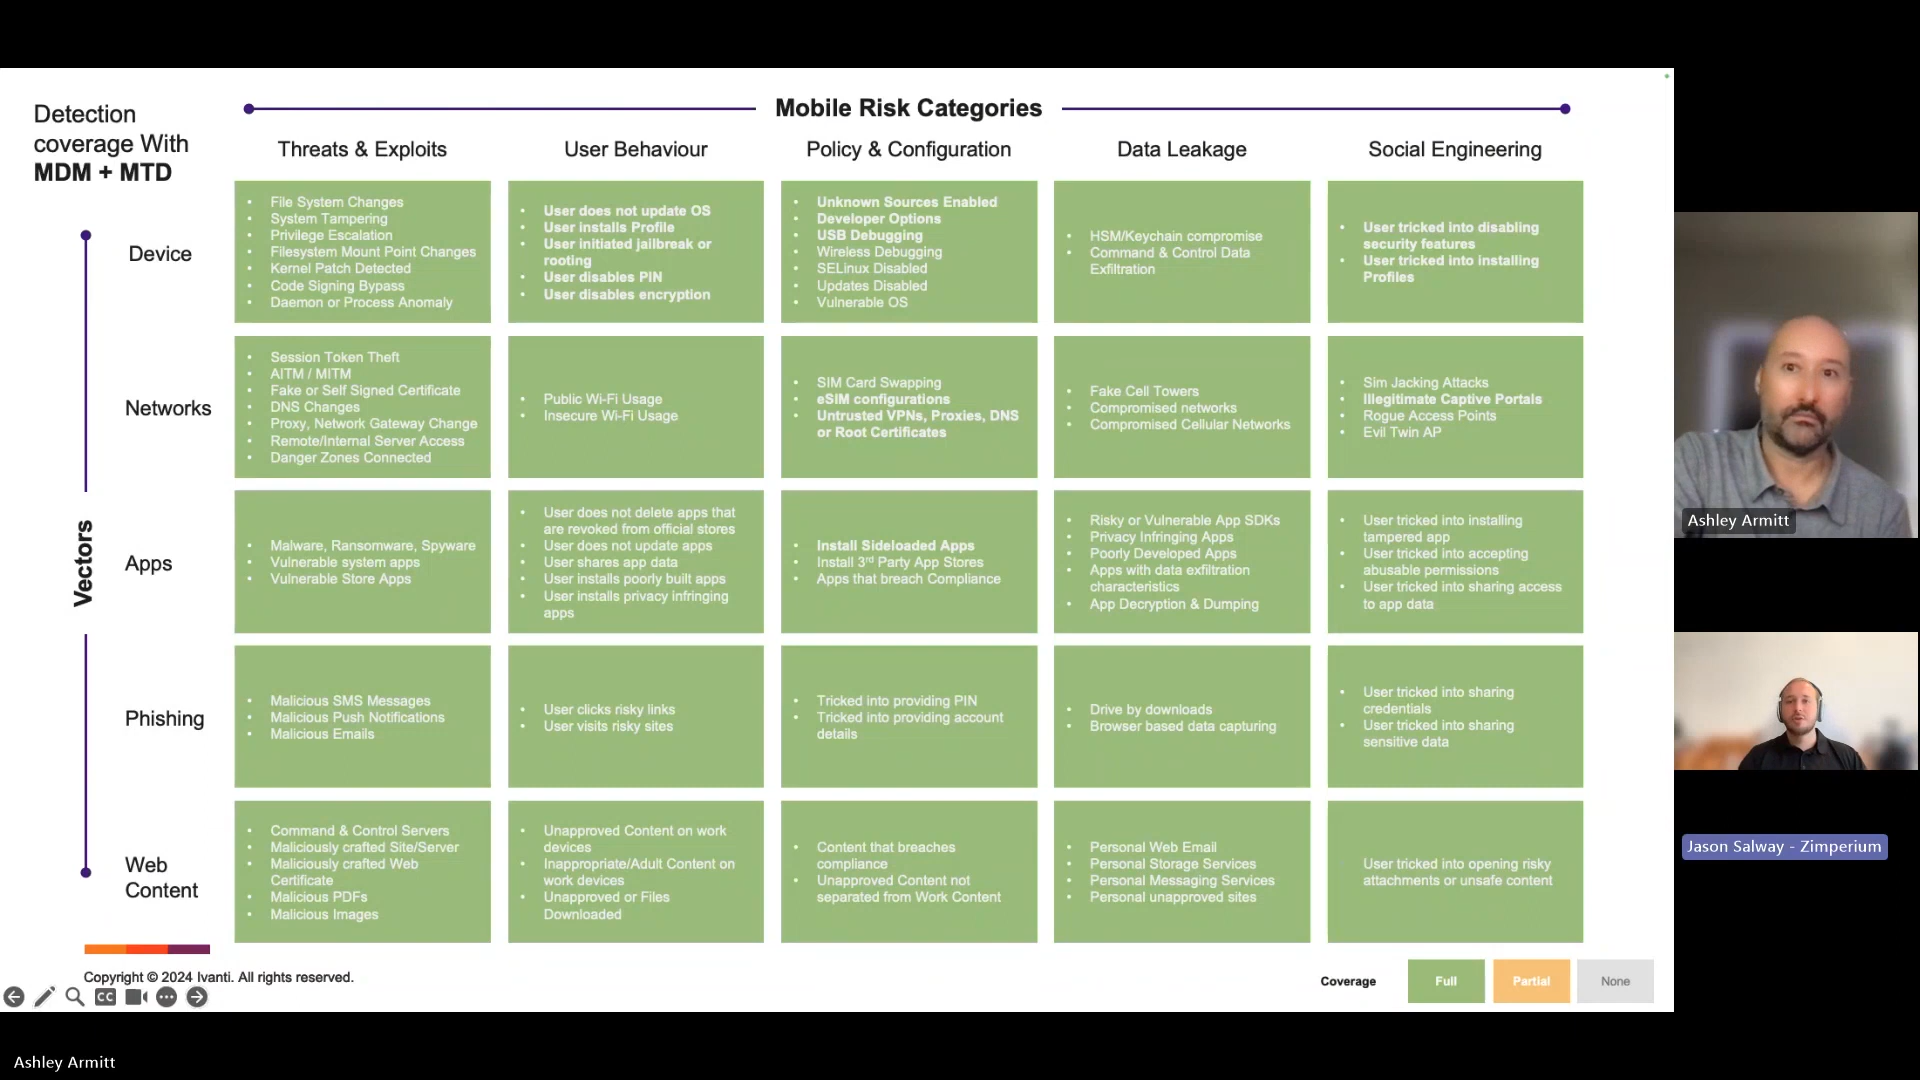 Detection
coverage With
MDM + MTD
Mobile Risk Categories
Threats & Exploits
User Behaviour
Policy & Configuration
Data Leakage
Social Engineering
Vectors
Device
• File System Changes
• System Tampering
• Privilege Escalation
• Filesystem Mount Point Changes
• Kernel Patch Detected
• Code Signing Bypass
• Daemon or Process Anomaly
• User does not update OS
• User installs Profile
• User initiated jailbreak or
rooting
• User disables PIN
• User disables encryption
• Unknown Sources Enabled
• Developer Options
• USB Debugging
• Wireless Debugging
• SELinux Disabled
• Updates Disabled
• Vulnerable OS
• HSM/Keychain compromise
• Command & Control Data
Exfiltration
• User tricked into disabling
security features
• User tricked into installing
Profiles
Networks
• Session Token Theft
• AITM / MITM
• Fake or Self Signed Certificate
• DNS Changes
• Proxy, Network Gateway Change
• Remote/Internal Server Access
• Danger Zones Connected
• Public Wi-Fi Usage
• Insecure Wi-Fi Usage
• SIM Card Swapping
• eSIM configurations
• Untrusted VPNs, Proxies, DNS
or Root Certificates
• Fake Cell Towers
• Compromised networks
• Compromised Cellular Networks
• Sim Jacking Attacks
• Illegitimate Captive Portals
• Rogue Access Points
• Evil Twin AP
Apps
• Malware, Ransomware, Spyware
• Vulnerable system apps
• Vulnerable Store Apps
• User does not delete apps that
are revoked from official stores
• User does not update apps
• User shares app data
• User installs poorly built apps
• User installs privacy infringing
apps
• Install Sideloaded Apps
• Install 3rd Party App Stores
• Apps that breach Compliance
• Risky or Vulnerable App SDKs
• Privacy Infringing Apps
• Poorly Developed Apps
• Apps with data exfiltration
characteristics
• App Decryption & Dumping
• User tricked into installing
tampered app
• User tricked into accepting
abusable permissions
• User tricked into sharing access
to app data
Phishing
• Malicious SMS Messages
• Malicious Push Notifications
• Malicious Emails
• User clicks risky links
• User visits risky sites
• Tricked into providing PIN
• Tricked into providing account
details
• Drive by downloads
• Browser based data capturing
• User tricked into sharing
credentials
• User tricked into sharing
sensitive data
Web
Content
• Command & Control Servers
• Maliciously crafted Site/Server
• Maliciously crafted Web
Certificate
• Malicious PDFs
• Malicious Images
• Unapproved Content on work
devices
• Inappropriate/Adult Content on
work devices
• Unapproved or Files
Downloaded
• Content that breaches
compliance
• Unapproved Content not
separated from Work Content
• Personal Web Email
• Personal Storage Services
• Personal Messaging Services
• Personal unapproved sites
User tricked into opening risky
attachments or unsafe content
Copyright © 2024 Ivanti. All rights reserved.
CC
Coverage
Full
Partial
None
Ashley Armitt
Jason Salway - Zimperium
Ashley Armitt